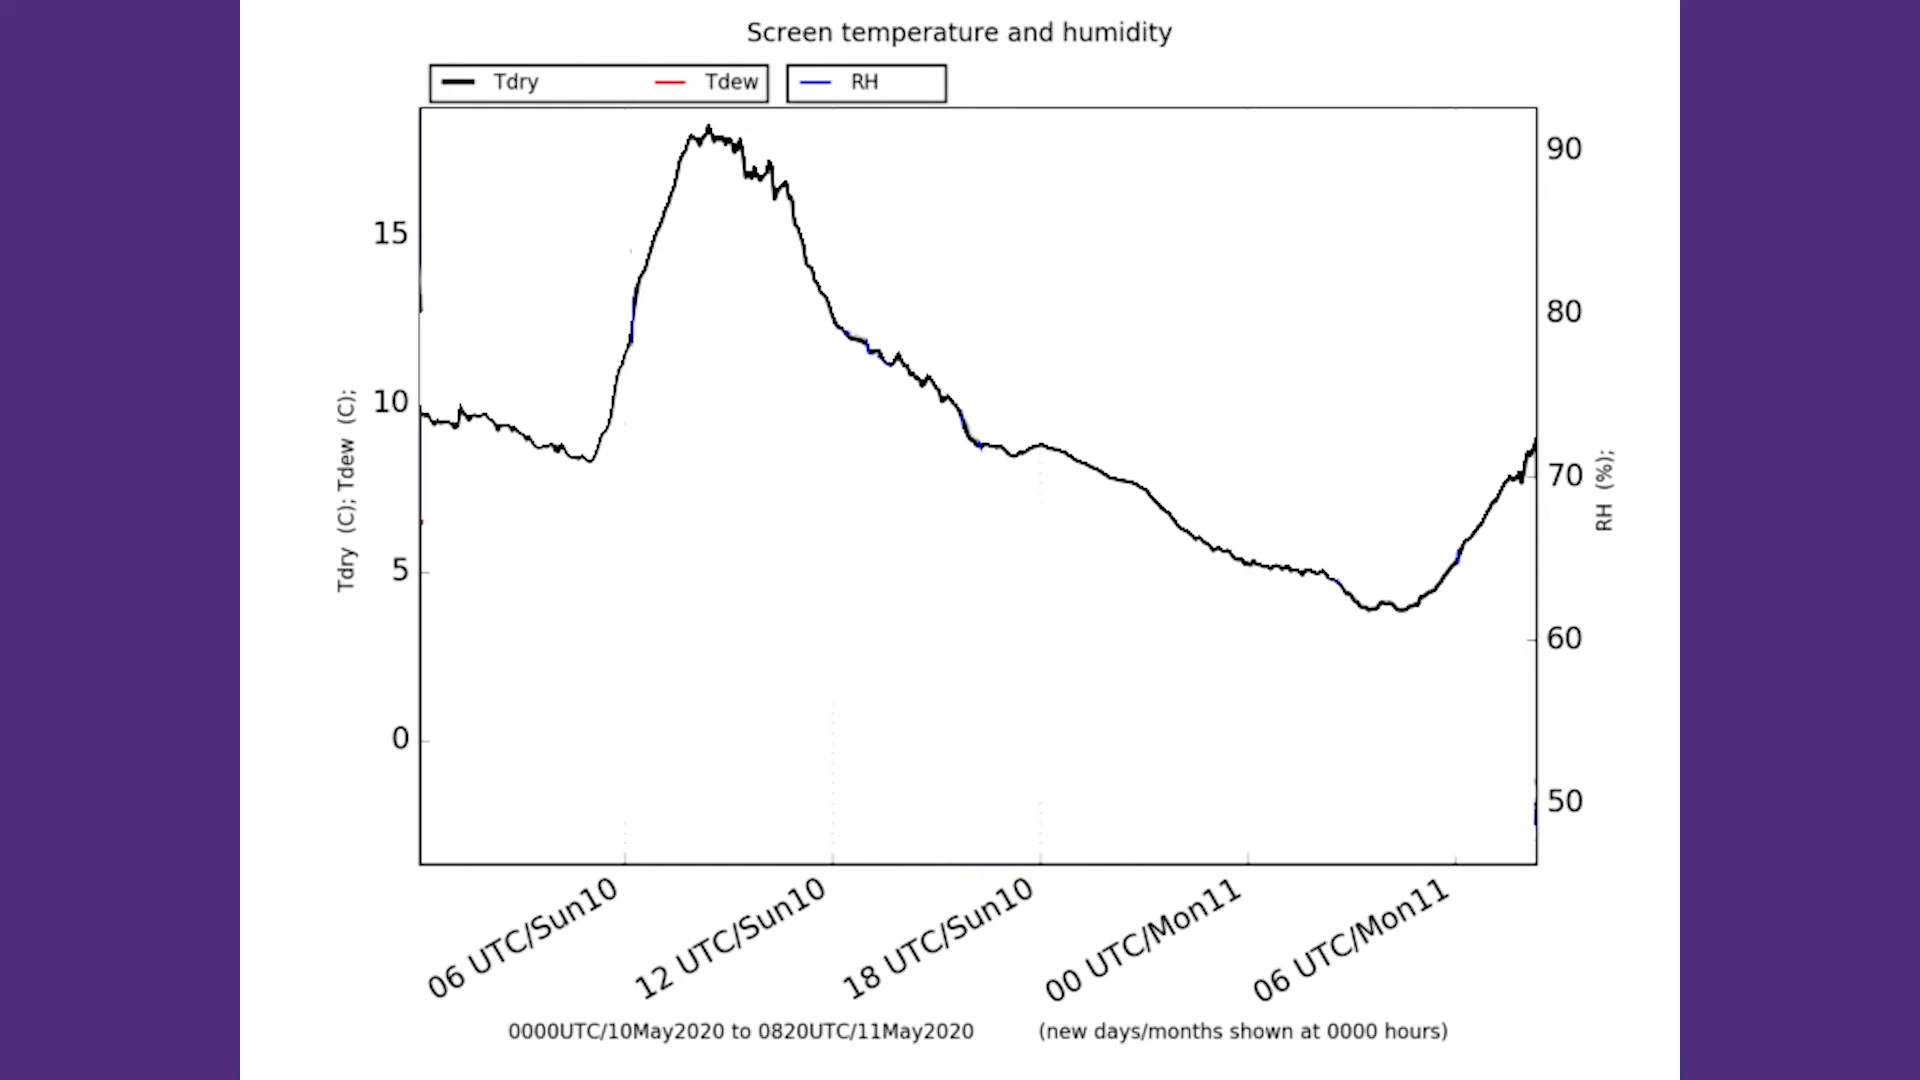 Screen temperature and humidity
Tdry Tdew RH
90
15
80
10
70
5
60
0
50
Tdry (C); Tdew (C);
RH (%);
06 UTC/Sun10
12 UTC/Sun10
18 UTC/Sun10
00 UTC/Mon11
06 UTC/Mon11
0000UTC/10May2020 to 0820UTC/11May2020 (new days/months shown at 0000 hours)